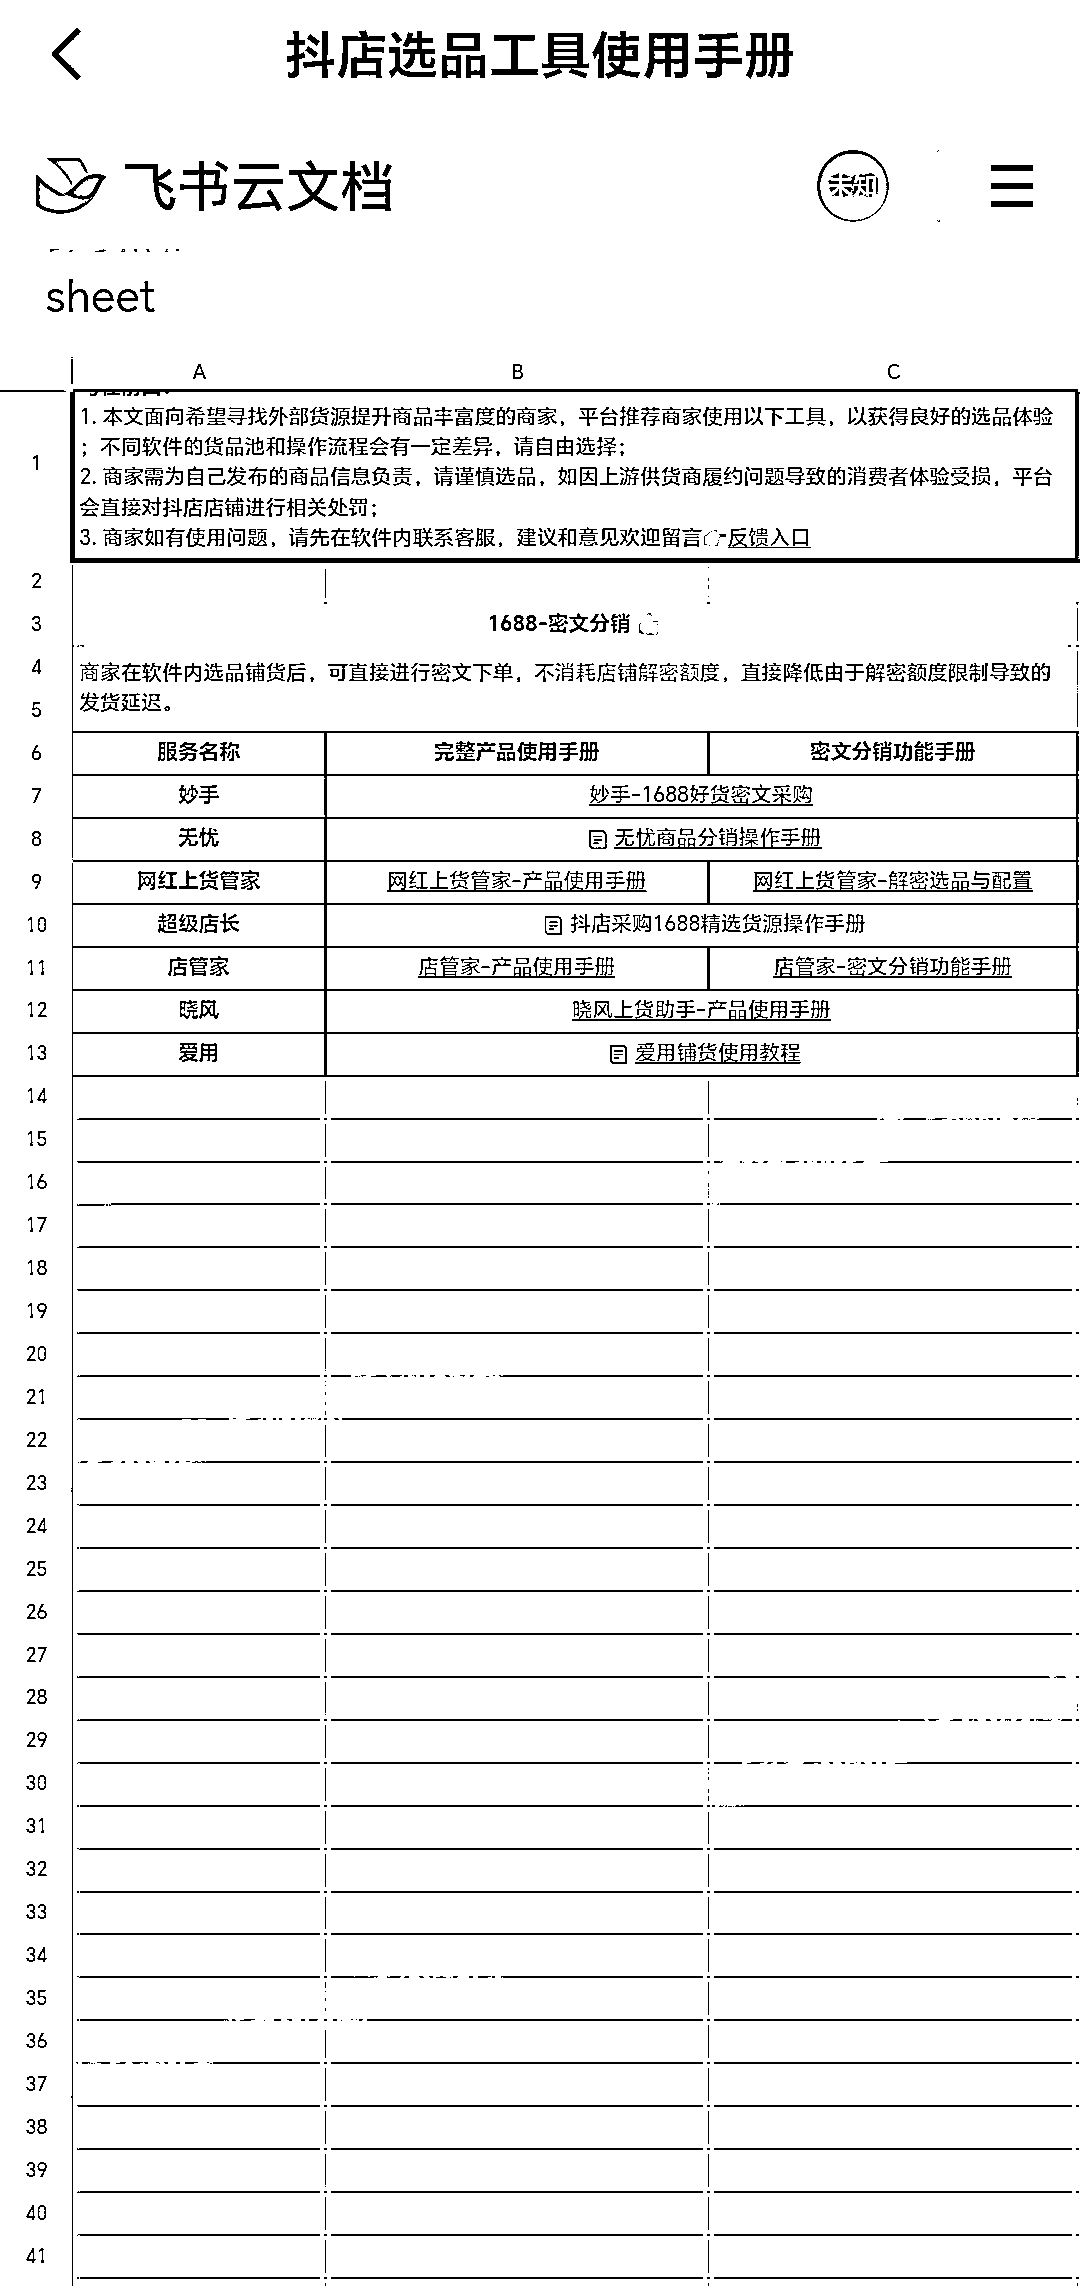 抖店选品工具使用手册
飞书云文档
未知
sheet
A B C
1
1. 本文面向希望寻找外部货源提升商品丰富度的商家，平台推荐商家使用以下工具，以获得良好的选品体验
；不同软件的货品池和操作流程会有一定差异，请自由选择；
2. 商家需为自己发布的商品信息负责，请谨慎选品，如因上游供货商履约问题导致的消费者体验受损，平台
会直接对抖店店铺进行相关处罚；
3. 商家如有使用问题，请先在软件内联系客服，建议和意见欢迎留言👉反馈入口
2
3 1688-密文分销
4 商家在软件内选品铺货后，可直接进行密文下单，不消耗店铺解密额度，直接降低由于解密额度限制导致的
5 发货延迟。
6 服务名称 完整产品使用手册 密文分销功能手册
7 妙手 妙手-1688好货密文采购
8 无忧 无忧商品分销操作手册
9 网红上货管家 网红上货管家-产品使用手册 网红上货管家-解密选品与配置
10 超级店长 抖店采购1688精选货源操作手册
11 店管家 店管家-产品使用手册 店管家-密文分销功能手册
12 晓风 晓风上货助手-产品使用手册
13 爱用 爱用铺货使用教程
14
15
16
17
18
19
20
21
22
23
24
25
26
27
28
29
30
31
32
33
34
35
36
37
38
39
40
41